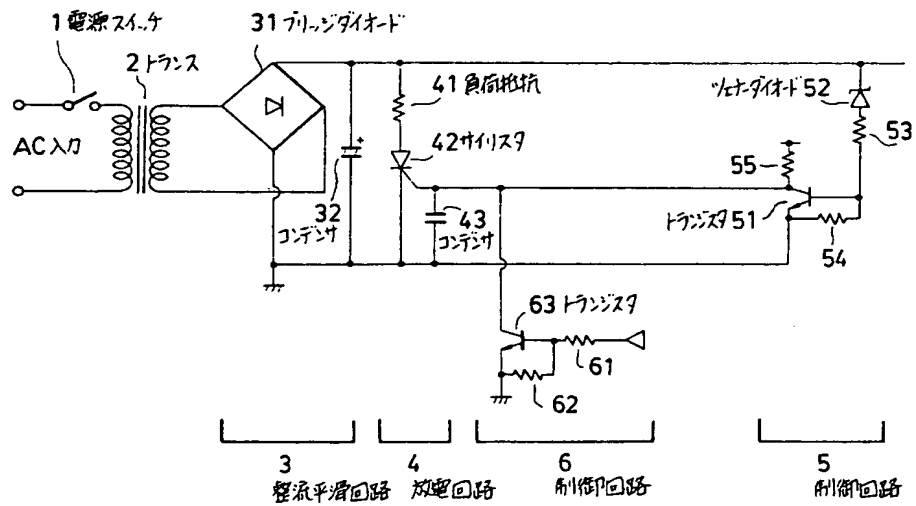 1 電源スイッチ
2 トランス
31 ブリッジダイオード
AC入力
32
コンデンサ
41 負荷抵抗
42 サイリスタ
43
コンデンサ
ツェナーダイオード 52
53
55
トランジスタ 51
54
63 トランジスタ
61
62
3
整流平滑回路
4
放電回路
6
制御回路
5
制御回路